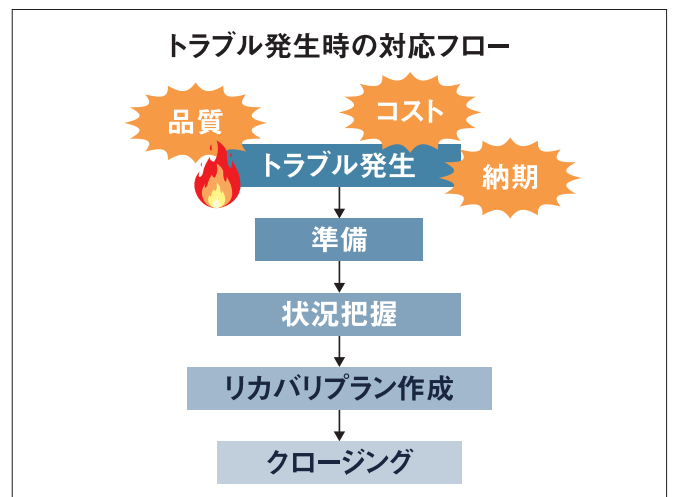 トラブル発生時の対応フロー
品質
コスト
トラブル発生
納期
準備
状況把握
リカバリプラン作成
クロージング